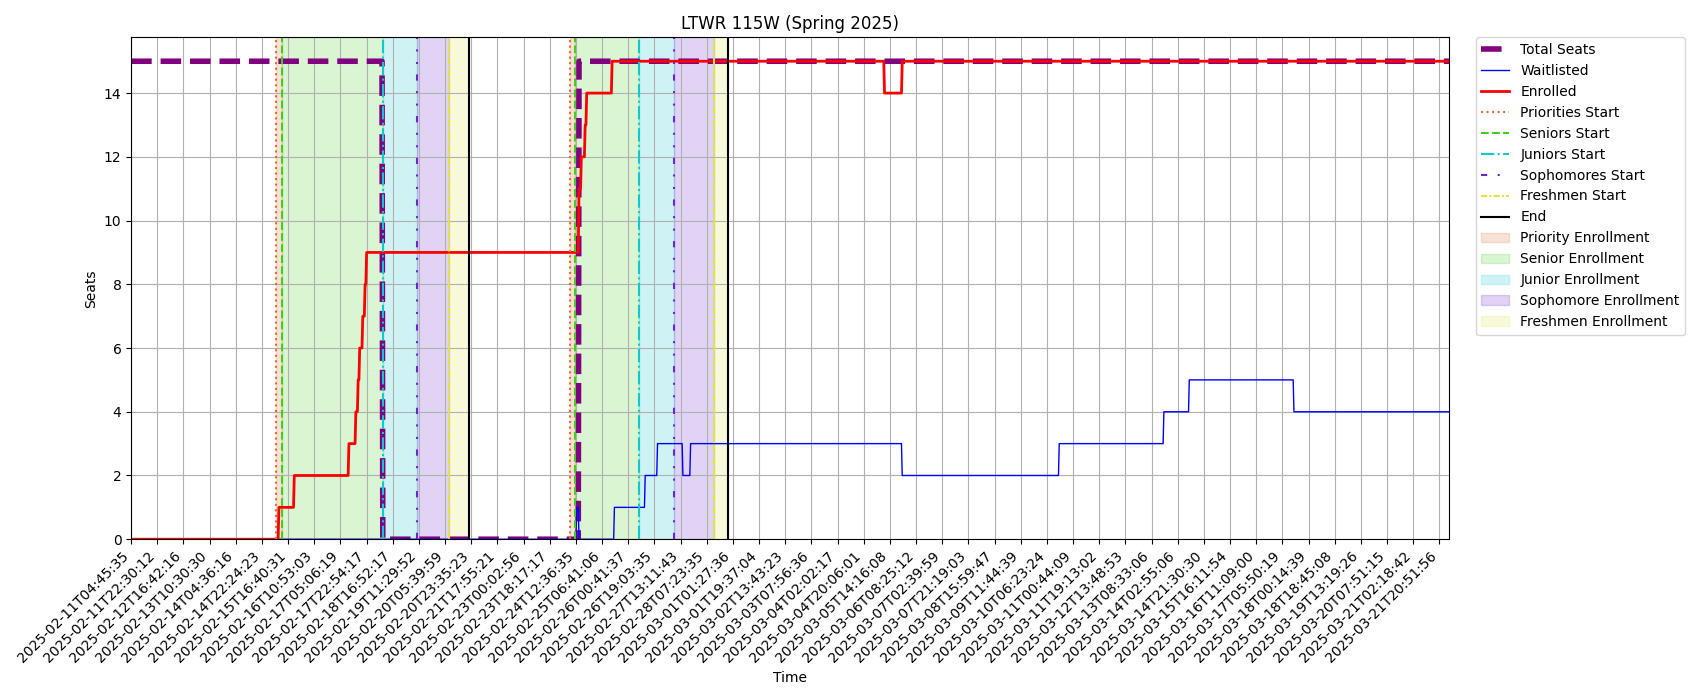 LTWR 115W (Spring 2025)
Seats
14
12
10
8
6
4
2
0
2025-02-11T04:45:35
2025-02-11T22:30:12
2025-02-12T16:42:16
2025-02-13T10:30:30
2025-02-14T04:36:16
2025-02-14T22:24:23
2025-02-15T16:40:31
2025-02-16T10:53:03
2025-02-17T05:06:19
2025-02-17T22:54:17
2025-02-18T16:52:17
2025-02-19T11:29:52
2025-02-20T05:39:59
2025-02-20T23:35:23
2025-02-21T17:55:21
2025-02-23T00:02:56
2025-02-23T18:17:17
2025-02-24T12:36:35
2025-02-25T06:41:06
2025-02-26T00:41:37
2025-02-26T19:03:35
2025-02-27T13:11:43
2025-02-28T07:23:35
2025-03-01T01:27:36
2025-03-01T19:37:04
2025-03-02T13:43:23
2025-03-03T07:56:36
2025-03-04T02:02:17
2025-03-04T20:06:01
2025-03-05T14:16:08
2025-03-06T08:25:12
2025-03-07T02:39:59
2025-03-07T21:19:03
2025-03-08T15:59:47
2025-03-09T11:44:39
2025-03-10T06:23:24
2025-03-11T00:44:09
2025-03-11T19:13:02
2025-03-12T13:48:53
2025-03-13T08:33:06
2025-03-14T02:55:06
2025-03-14T21:30:30
2025-03-15T16:11:54
2025-03-16T11:09:00
2025-03-17T05:50:19
2025-03-18T00:14:39
2025-03-18T18:45:08
2025-03-19T13:19:26
2025-03-20T07:51:15
2025-03-21T02:18:42
2025-03-21T20:51:56
Time
Total Seats
Waitlisted
Enrolled
Priorities Start
Seniors Start
Juniors Start
Sophomores Start
Freshmen Start
End
Priority Enrollment
Senior Enrollment
Junior Enrollment
Sophomore Enrollment
Freshmen Enrollment